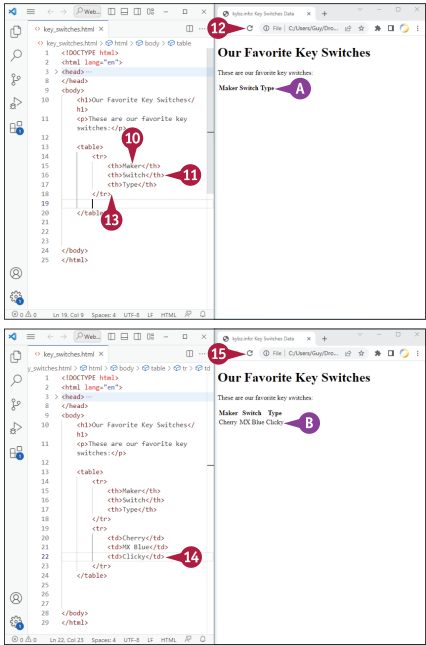 Web...
key_switches.html
key_switches.html > html > body > table
1 <!DOCTYPE html>
2 <html lang="en">
3 > <head>...
8 </head>
9 <body>
10 <h1>Our Favorite Key Switches</
h1>
11 <p>These are our favorite key
switches:</p>
12
13 <table>
14 <tr>
15 <th>Maker</th>
16 <th>Switch</th>
17 <th>Type</th>
18 </tr>
19
20 </table>
21
22
23
24 </body>
25 </html>
10
11
13
Ln 19, Col 9 Spaces: 4 UTF-8 LF HTML
kybs.info: Key Switches Data
12
File C:/Users/Guy/Dro...
Our Favorite Key Switches
These are our favorite key switches:
Maker Switch Type
A
Web...
key_switches.html
y_switches.html > html > body > table > tr > td
1 <!DOCTYPE html>
2 <html lang="en">
3 > <head>...
8 </head>
9 <body>
10 <h1>Our Favorite Key Switches</
h1>
11 <p>These are our favorite key
switches:</p>
12
13 <table>
14 <tr>
15 <th>Maker</th>
16 <th>Switch</th>
17 <th>Type</th>
18 </tr>
19 <tr>
20 <td>Cherry</td>
21 <td>MX Blue</td>
22 <td>Clicky</td>
23 </tr>
24 </table>
25
26
27
28 </body>
29 </html>
14
Ln 22, Col 23 Spaces: 4 UTF-8 LF HTML
kybs.info: Key Switches Data
15
File C:/Users/Guy/Dro...
Our Favorite Key Switches
These are our favorite key switches:
Maker Switch Type
Cherry MX Blue Clicky
B